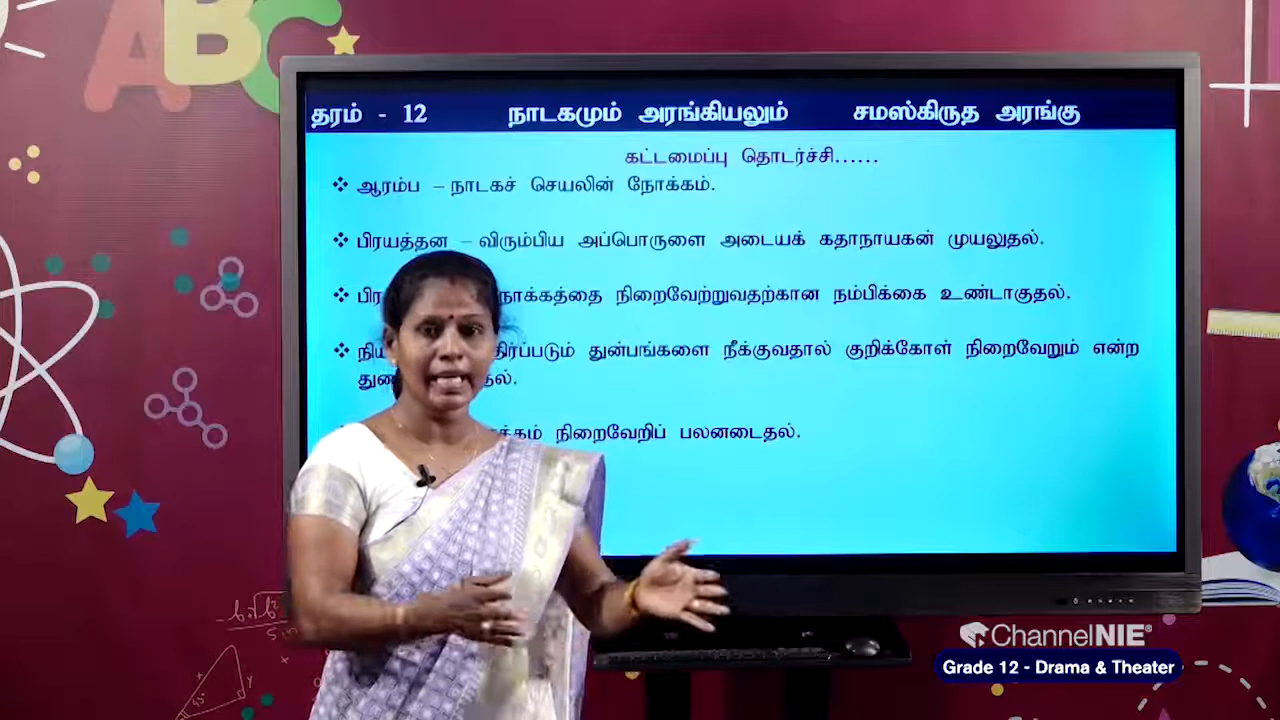 ABC
தரம் - 12 நாடகமும் அரங்கியலும் சமஸ்கிருத அரங்கு
கட்டமைப்பு தொடர்ச்சி......
❖ ஆரம்ப – நாடகச் செயலின் நோக்கம்.
❖ பிரயத்தன – விரும்பிய அப்பொருளை அடையக் கதாநாயகன் முயலுதல்.
❖ நிறைவேற்றுவதற்கான நம்பிக்கை உண்டாகுதல்.
❖ துன்பங்களை நீக்குவதால் குறிக்கோள் நிறைவேறும் என்ற
நிறைவேறிப் பலனடைதல்.
ChannelNIE®
Grade 12 - Drama & Theater
45°